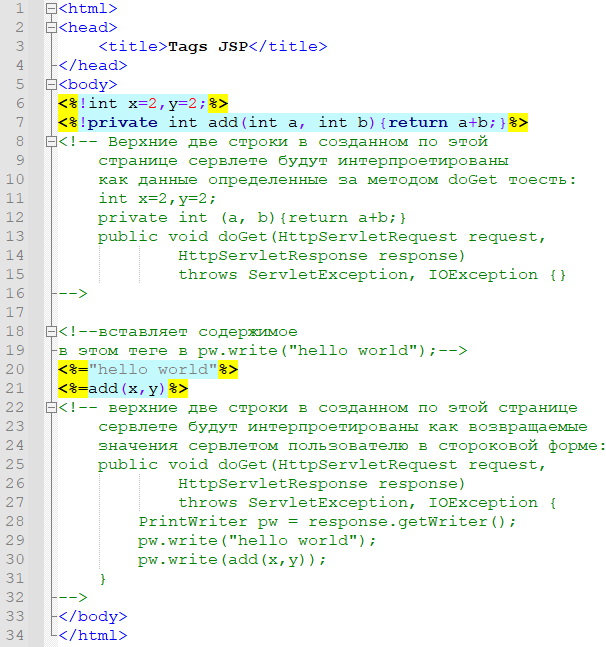 1 <html>
2 <head>
3     <title>Tags JSP</title>
4 </head>
5 <body>
6 <%!int x=2,y=2;%>
7 <%!private int add(int a, int b){return a+b;}%>
8 <!-- Верхние две строки в созданном по этой
9     странице сервлете будут интерпроетированы
10     как данные определенные за методом doGet тоесть:
11     int x=2,y=2;
12     private int (a, b){return a+b;}
13     public void doGet(HttpServletRequest request,
14             HttpServletResponse response)
15             throws ServletException, IOException {}
16 --->
17
18 <!--вставляет содержимое
19 в этом теге в pw.write("hello world");-->
20 <%="hello world"%>
21 <%=add(x,y)%>
22 <!-- верхние две строки в созданном по этой странице
23     сервлете будут интерпроетированы как возвращаемые
24     значения сервлетом пользователю в стороковой форме:
25     public void doGet(HttpServletRequest request,
26             HttpServletResponse response)
27             throws ServletException, IOException {
28         PrintWriter pw = response.getWriter();
29         pw.write("hello world");
30         pw.write(add(x,y));
31     }
32 --->
33 </body>
34 </html>